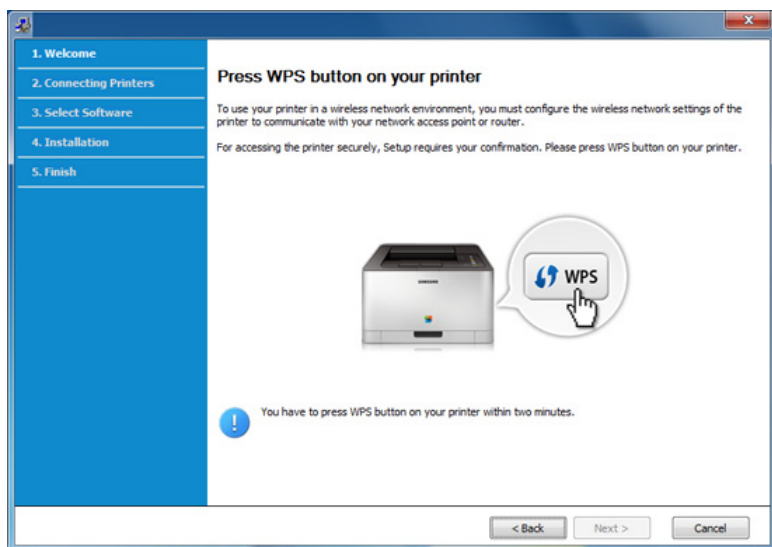 1. Welcome
2. Connecting Printers
3. Select Software
4. Installation
5. Finish
Press WPS button on your printer
To use your printer in a wireless network environment, you must configure the wireless network settings of the
printer to communicate with your network access point or router.
For accessing the printer securely, Setup requires your confirmation. Please press WPS button on your printer.
SAMSUNG
WPS
You have to press WPS button on your printer within two minutes.
< Back
Next >
Cancel